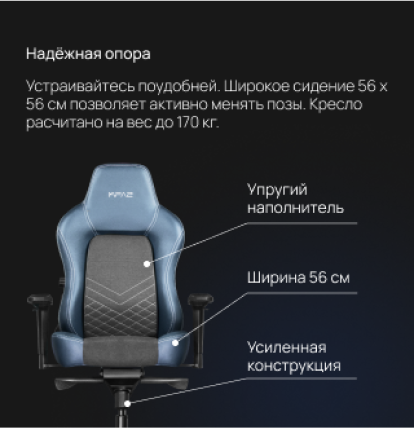 Надёжная опора
Устраивайтесь поудобней. Широкое сидение 56 x
56 см позволяет активно менять позы. Кресло
расчитано на вес до 170 кг.
Упругий
наполнитель
Ширина 56 см
Усиленная
конструкция